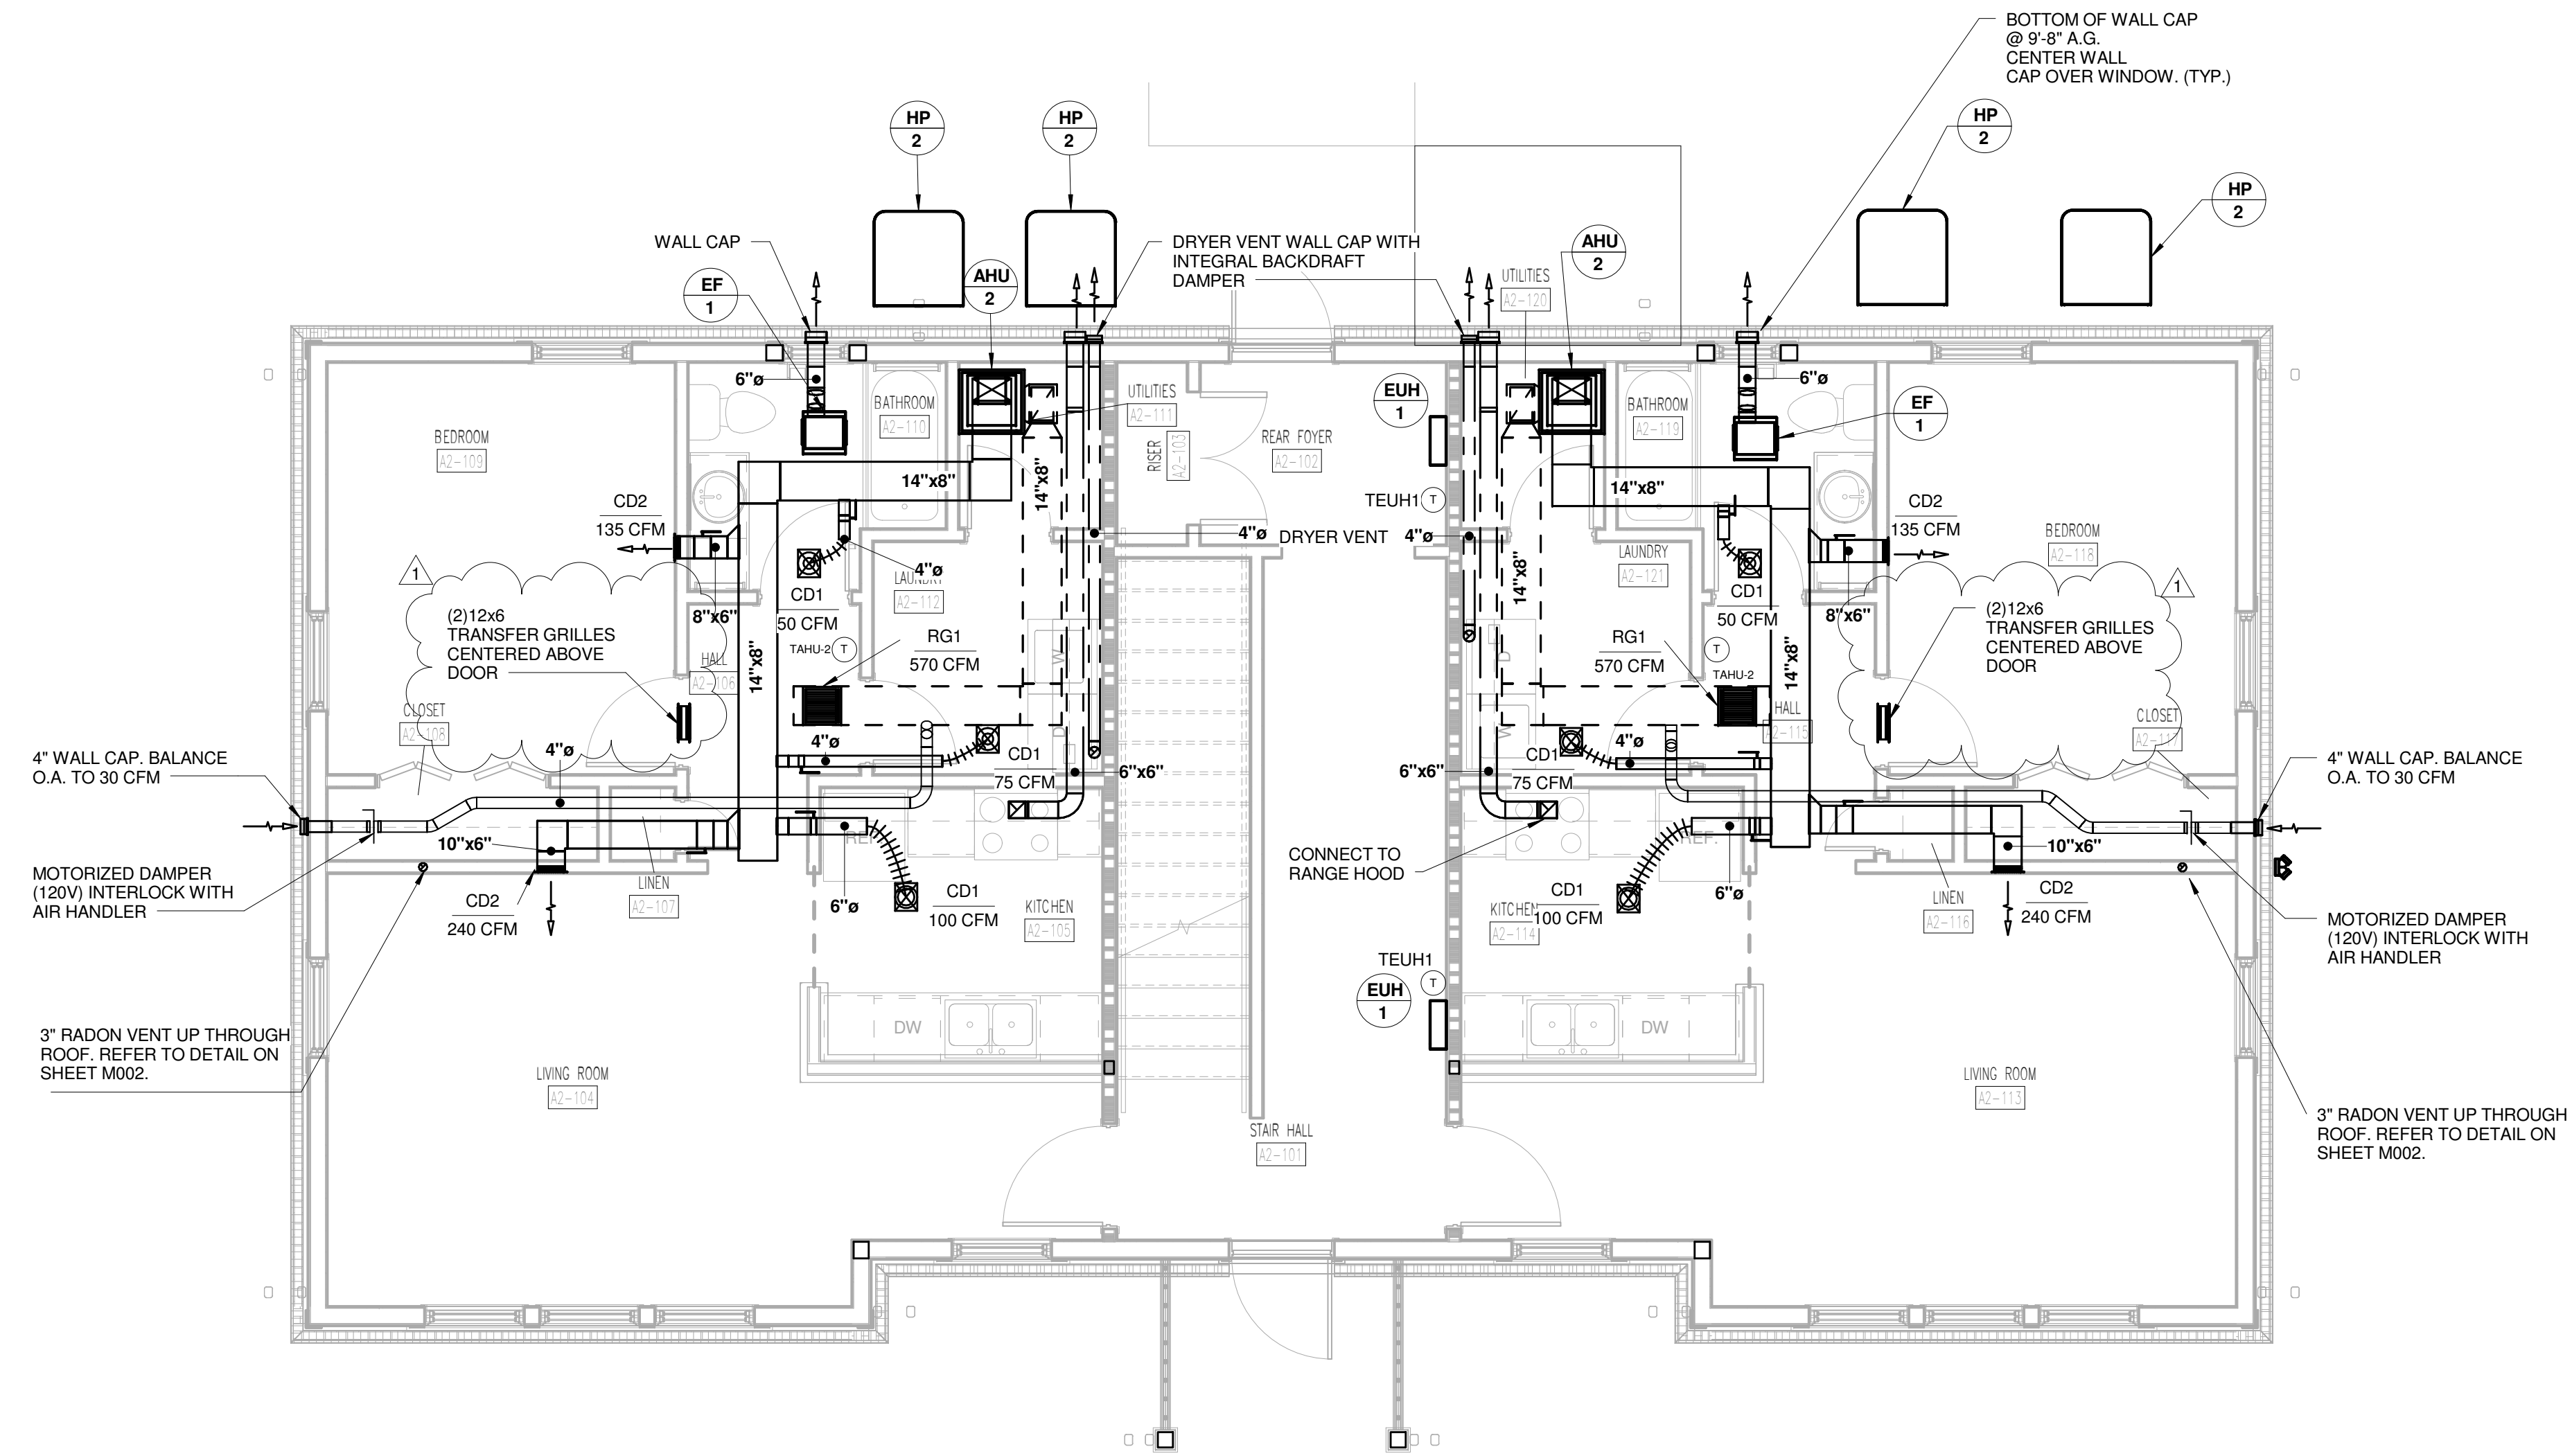 BOTTOM OF WALL CAP
@ 9'-8" A.G.
CENTER WALL
CAP OVER WINDOW. (TYP.)
HP
2
HP
2
HP
2
HP
2
WALL CAP
EF
1
AHU
2
DRYER VENT WALL CAP WITH
INTEGRAL BACKDRAFT
DAMPER
UTILITIES
A2-120
AHU
2
6"ø
BATHROOM
A2-110
UTILITIES
A2-111
RISER
A2-103
REAR FOYER
A2-102
EUH
1
BATHROOM
A2-119
6"ø
EF
1
BEDROOM
A2-109
14"x8"
14"x8"
TEUH1
T
14"x8"
CD2
135 CFM
CD2
135 CFM
BEDROOM
A2-118
4"ø
DRYER VENT
4"ø
4"ø
LAUNDRY
A2-112
LAUNDRY
A2-121
14"x8"
1
1
CD1
50 CFM
CD1
50 CFM
8"x6"
8"x6"
(2)12x6
TRANSFER GRILLES
CENTERED ABOVE
DOOR
(2)12x6
TRANSFER GRILLES
CENTERED ABOVE
DOOR
TAHU-2
T
RG1
570 CFM
RG1
570 CFM
T
TAHU-2
HALL
A2-106
14"x8"
W
D
D
W
14"x8"
HALL
A2-115
CLOSET
A2-108
CLOSET
A2-117
4" WALL CAP. BALANCE
O.A. TO 30 CFM
4"ø
4"ø
CD1
75 CFM
6"x6"
6"x6"
CD1
75 CFM
4"ø
4" WALL CAP. BALANCE
O.A. TO 30 CFM
10"x6"
REF.
REF.
10"x6"
MOTORIZED DAMPER
(120V) INTERLOCK WITH
AIR HANDLER
CD2
240 CFM
LINEN
A2-107
6"ø
CD1
100 CFM
KITCHEN
A2-105
CONNECT TO
RANGE HOOD
KITCHEN
A2-114
CD1
100 CFM
6"ø
LINEN
A2-116
CD2
240 CFM
MOTORIZED DAMPER
(120V) INTERLOCK WITH
AIR HANDLER
TEUH1
T
EUH
1
DW
DW
3" RADON VENT UP THROUGH
ROOF. REFER TO DETAIL ON
SHEET M002.
LIVING ROOM
A2-104
LIVING ROOM
A2-113
STAIR HALL
A2-101
3" RADON VENT UP THROUGH
ROOF. REFER TO DETAIL ON
SHEET M002.